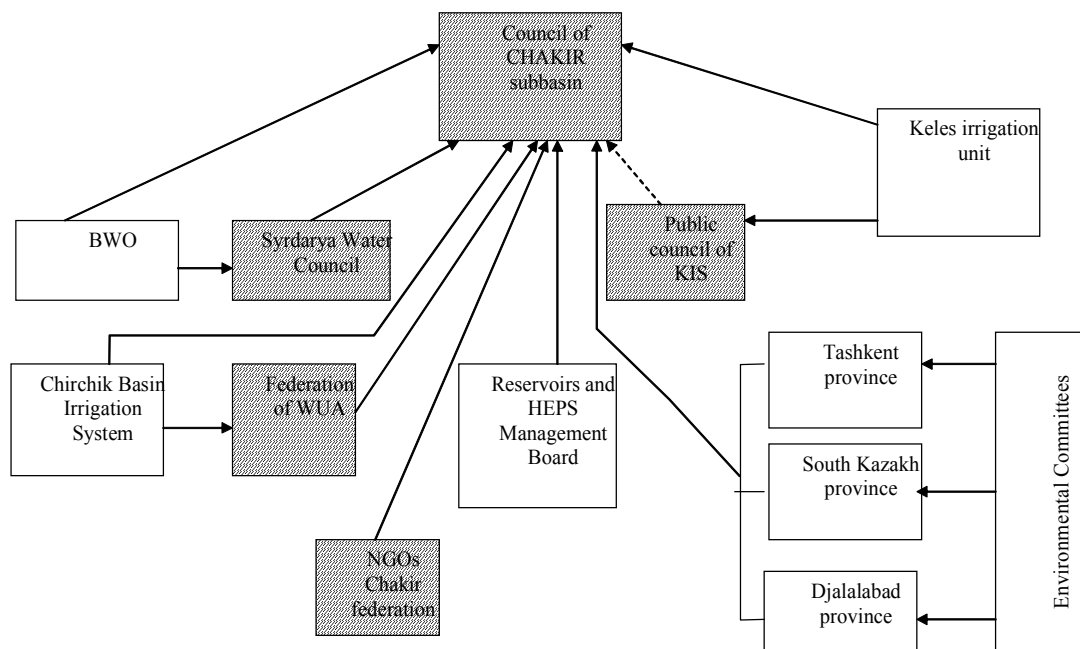 Council of
CHAKIR
subbasin
Keles irrigation
unit
BWO
Syrdarya Water
Council
Public
council of
KIS
Chirchik Basin
Irrigation
System
Federation
of WUA
Reservoirs and
HEPS
Management
Board
Tashkent
province
South Kazakh
province
Djalalabad
province
Environmental Committees
NGOs
Chakir
federation